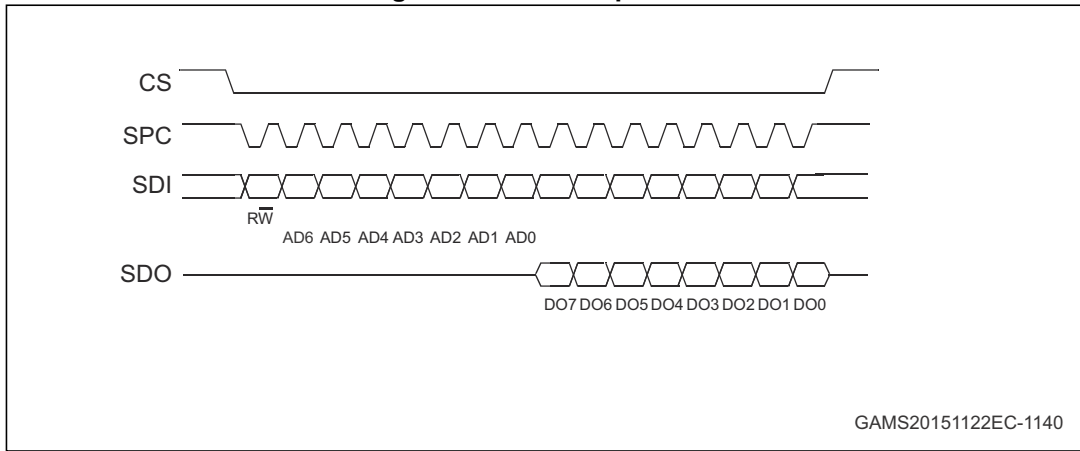 CS
SPC
SDI
RW
AD6 AD5 AD4 AD3 AD2 AD1 AD0
SDO
DO7 DO6 DO5 DO4 DO3 DO2 DO1 DO0
GAMS20151122EC-1140